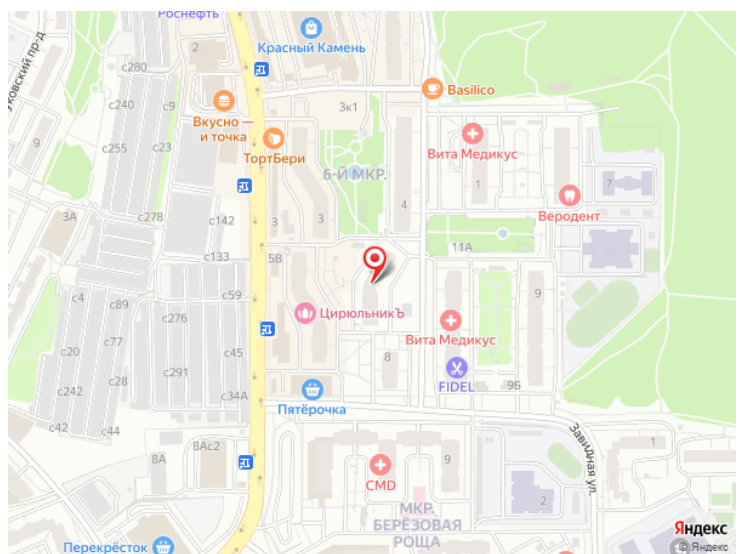 Роснефть
2
уковский пр-д
с280
Красный Камень
с240
с9
3к1
Basilico
Вкусно —
и точка
9
с255
с23
ТортБери
Вита Медикус
6-Й МКР.
1
7
3А
с278
с142
3
3
4
Веродент
с133
5В
11А
с4
с89
с59
9
с276
ЦирюльникЪ
с20
с77
Вита Медикус
с45
8
с242
с28
с291
FIDEL
9Б
с34А
Пятёрочка
с42
с44
Завидная ул.
8А
8Ас2
9
1
CMD
2
МКР.
БЕРЁЗОВАЯ
РОЩА
Перекрёсток
Яндекс
© Яндекс